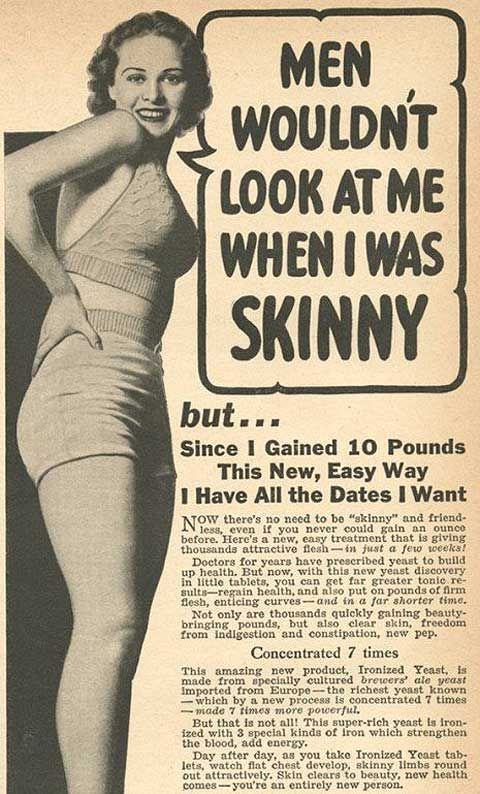 MEN
WOULDN'T
LOOK AT ME
WHEN I WAS
SKINNY
but...
Since I Gained 10 Pounds
This New, Easy Way
I Have All the Dates I Want
NOW there's no need to be "skinny" and friend-
less, even if you never could gain an ounce
before. Here's a new, easy treatment that is giving
thousands attractive flesh—in just a few weeks!
Doctors for years have prescribed yeast to build
up health. But now, with this new yeast discovery
in little tablets, you can get far greater tonic re-
sults—regain health, and also put on pounds of firm
flesh, enticing curves—and in a far shorter time.
Not only are thousands quickly gaining beauty-
bringing pounds, but also clear skin, freedom
from indigestion and constipation, new pep.
Concentrated 7 times
This amazing new product, Ironized Yeast, is
made from specially cultured brewers' ale yeast
imported from Europe—the richest yeast known
—which by a new process is concentrated 7 times
—made 7 times more powerful.
But that is not all! This super-rich yeast is iron-
ized with 3 special kinds of iron which strengthen
the blood, add energy.
Day after day, as you take Ironized Yeast tab-
lets, watch flat chest develop, skinny limbs round
out attractively. Skin clears to beauty, new health
comes—you're an entirely new person.